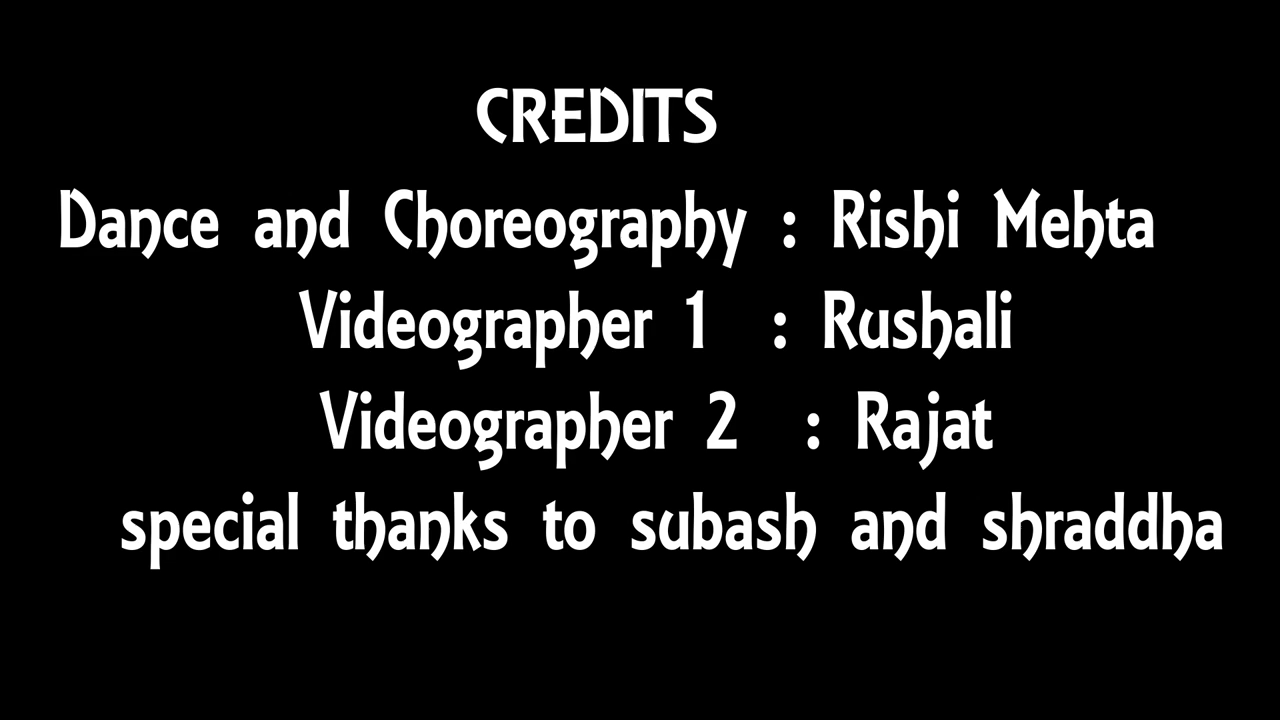 CREDITS
Dance and Choreography : Rishi Mehta
Videographer 1 : Rushali
Videographer 2 : Rajat
special thanks to subash and shraddha